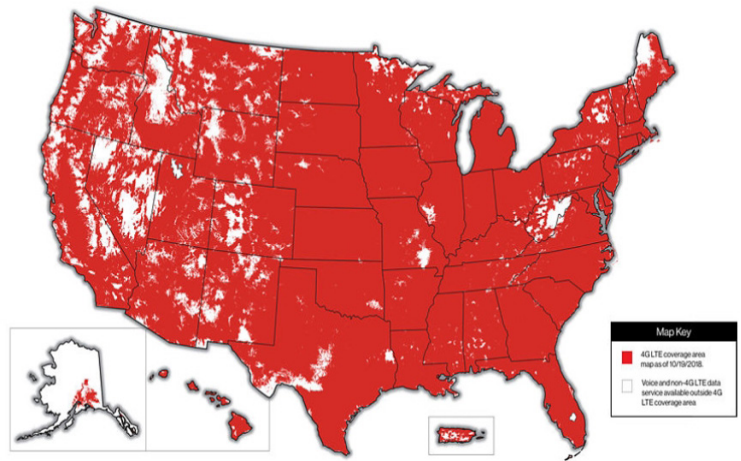 Map Key
4G LTE coverage area
map as of 10/19/2018.
Voice and non-4G LTE data
service available outside 4G
LTE coverage area